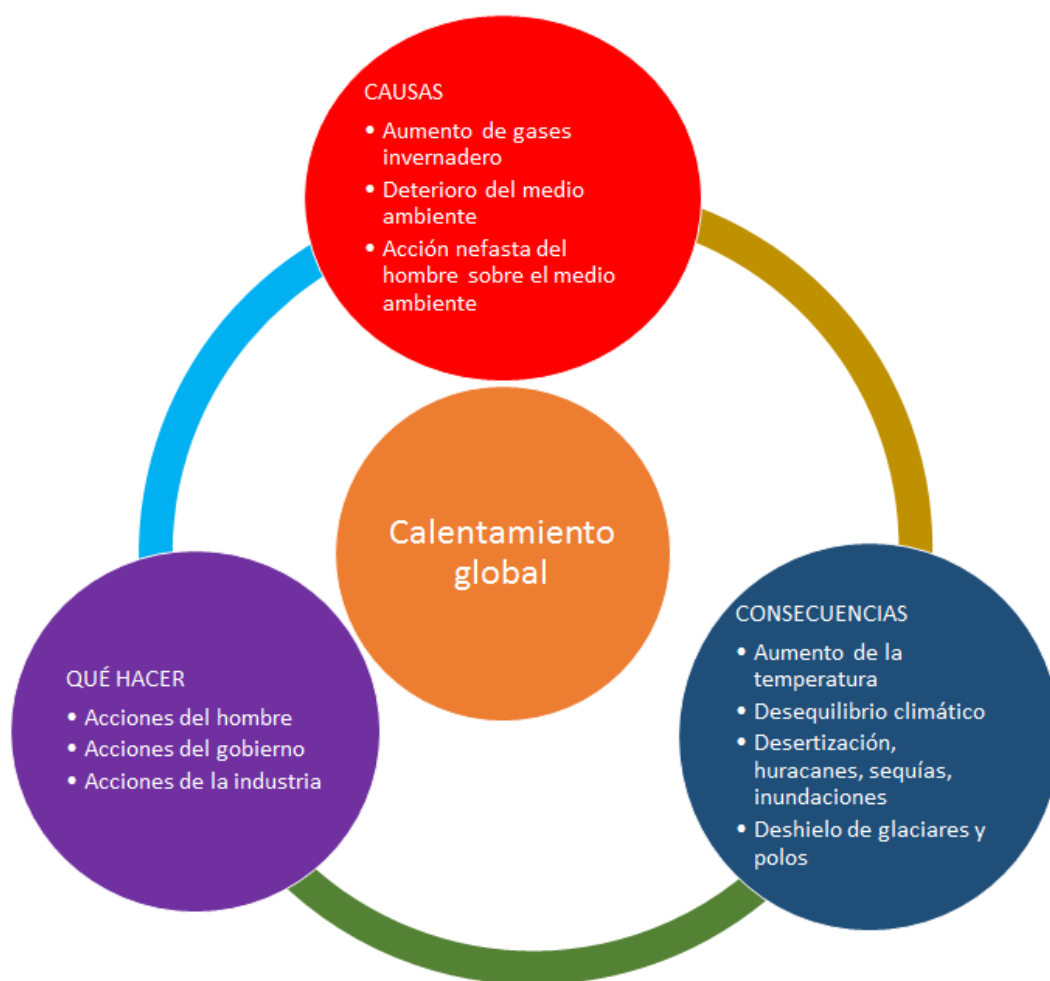 CAUSAS
• Aumento de gases
invernadero
• Deterioro del medio
ambiente
• Acción nefasta del
hombre sobre el medio
ambiente
Calentamiento
global
QUÉ HACER
• Acciones del hombre
• Acciones del gobierno
• Acciones de la industria
CONSECUENCIAS
• Aumento de la
temperatura
• Desequilibrio climático
• Desertización,
huracanes, sequías,
inundaciones
• Deshielo de glaciares y
polos